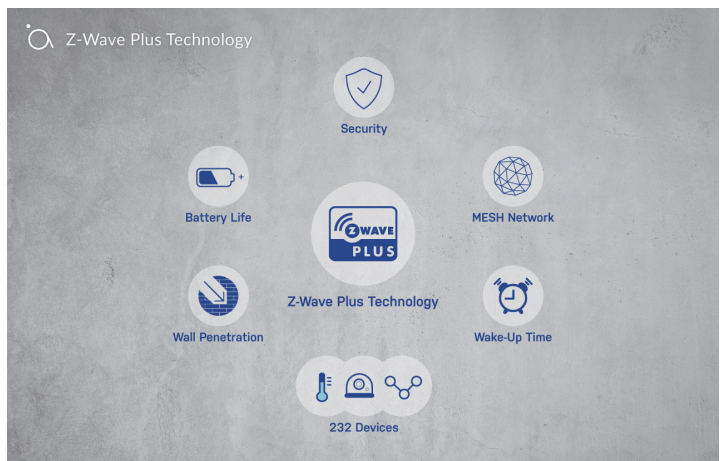 Z-Wave Plus Technology
Security
Battery Life
MESH Network
Z WAVE
PLUS
Z-Wave Plus Technology
Wall Penetration
Wake-Up Time
232 Devices